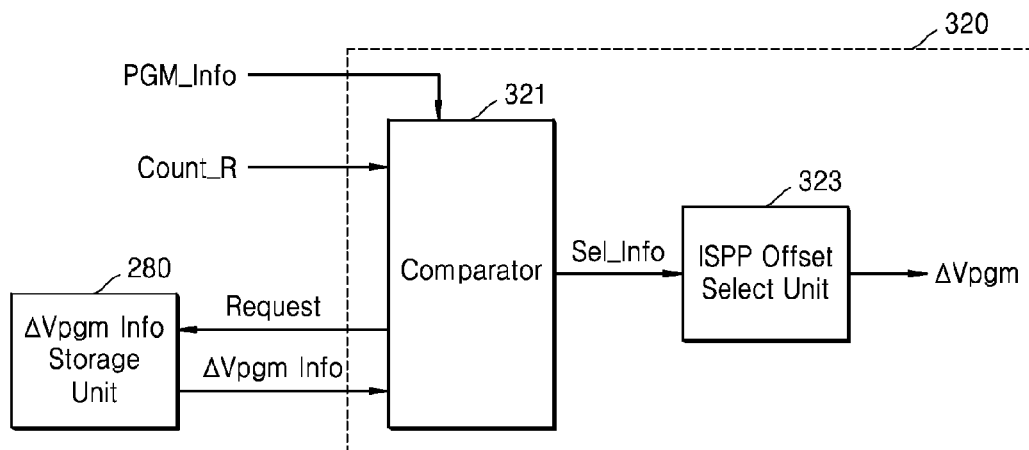 320
PGM_Info
321
Count_R
323
280
Sel_Info
ISPP Offset
Select Unit
ΔVpgm
Comparator
Request
ΔVpgm Info
Storage
Unit
ΔVpgm Info